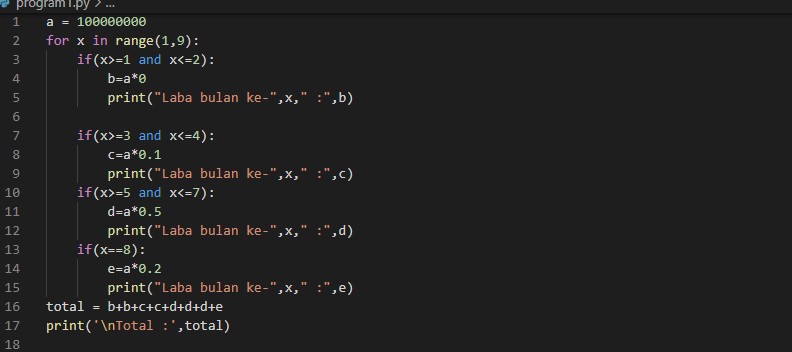 program1.py > ...
1 a = 100000000
2 for x in range(1,9):
3 if(x>=1 and x<=2):
4 b=a*0
5 print("Laba bulan ke-",x," :",b)
6
7 if(x>=3 and x<=4):
8 c=a*0.1
9 print("Laba bulan ke-",x," :",c)
10 if(x>=5 and x<=7):
11 d=a*0.5
12 print("Laba bulan ke-",x," :",d)
13 if(x==8):
14 e=a*0.2
15 print("Laba bulan ke-",x," :",e)
16 total = b+b+c+c+d+d+d+e
17 print('\nTotal :',total)
18